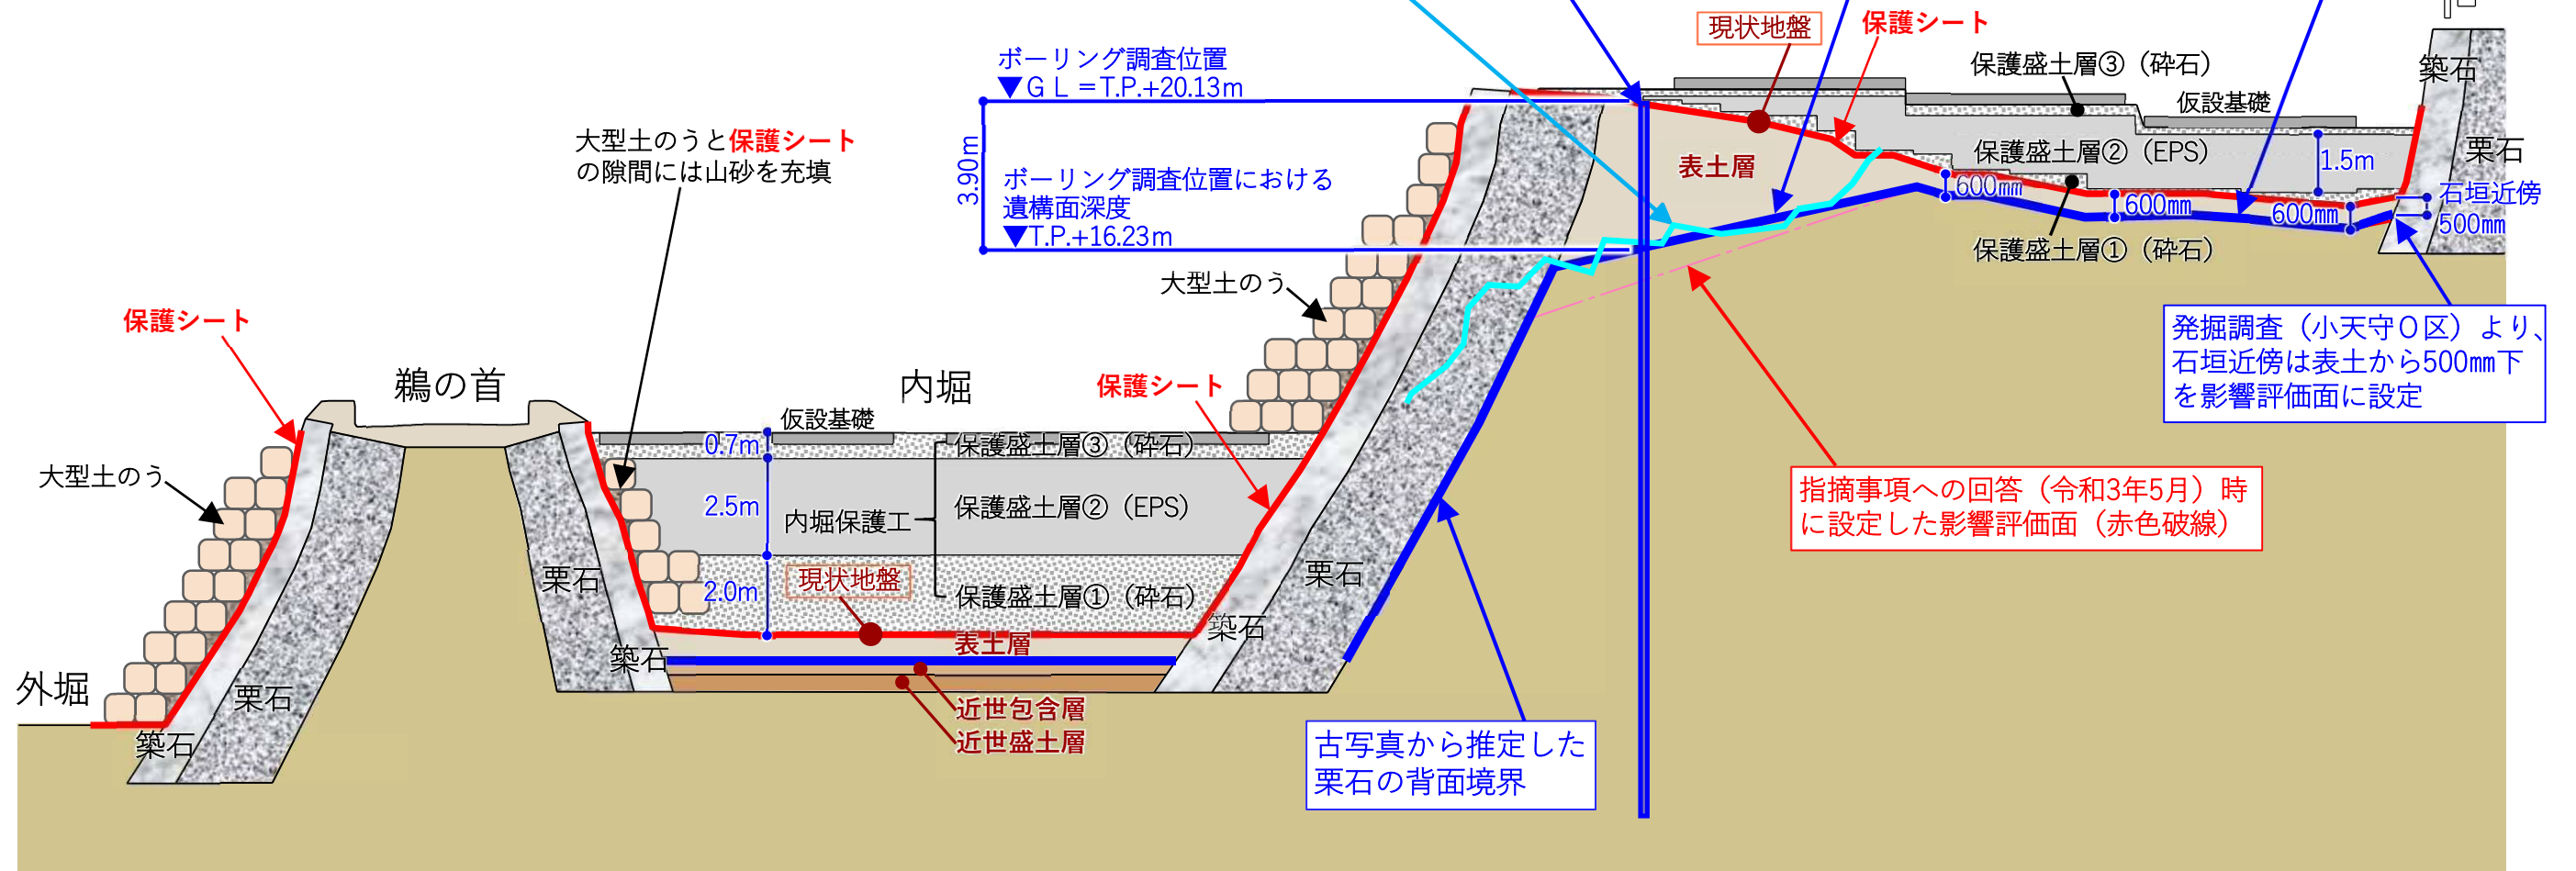 ボーリング調査位置
▼ＧＬ＝T.P.+20.13m
3.90m
ボーリング調査位置における
遺構面深度
▼T.P.+16.23m
現状地盤
保護シート
保護盛土層③（砕石）
仮設基礎
築石
栗石
保護盛土層②（EPS）
1.5m
表土層
600㎜
600㎜
600㎜
石垣近傍
500㎜
保護盛土層①（砕石）
大型土のうと保護シート
の隙間には山砂を充填
大型土のう
保護シート
鵜の首
内堀
保護シート
発掘調査（小天守Ｏ区）より、
石垣近傍は表土から500㎜下
を影響評価面に設定
仮設基礎
0.7m
保護盛土層③（砕石）
大型土のう
2.5m
内堀保護工
保護盛土層②（EPS）
指摘事項への回答（令和3年5月）時
に設定した影響評価面（赤色破線）
栗石
現状地盤
2.0m
保護盛土層①（砕石）
栗石
築石
表土層
築石
外堀
栗石
築石
近世包含層
近世盛土層
古写真から推定した
栗石の背面境界